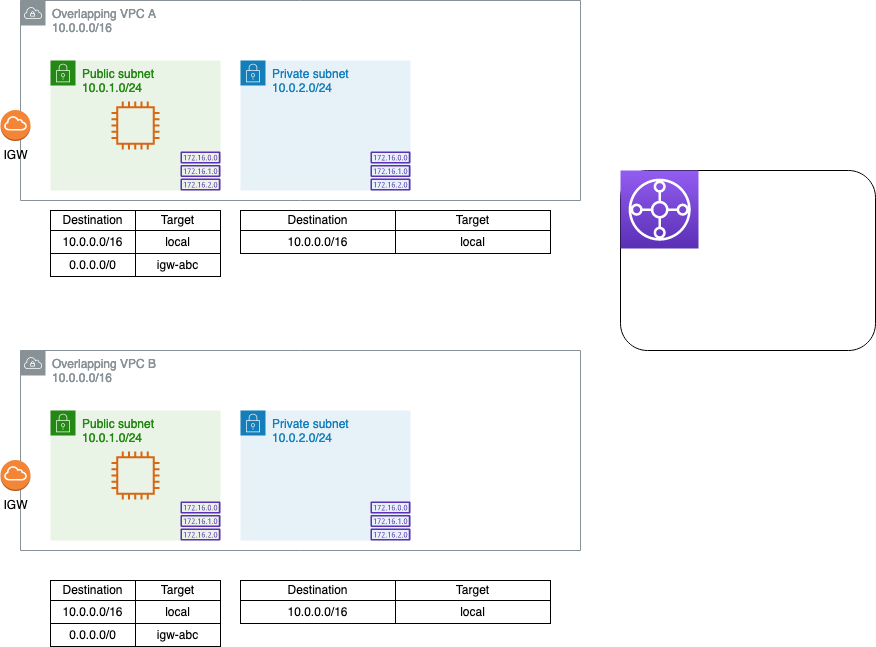 Overlapping VPC A
10.0.0.0/16
Public subnet
10.0.1.0/24
Private subnet
10.0.2.0/24
IGW
172.16.0.0
172.16.1.0
172.16.2.0
172.16.0.0
172.16.1.0
172.16.2.0
Destination Target
10.0.0.0/16 local
0.0.0.0/0 igw-abc
Destination Target
10.0.0.0/16 local
Overlapping VPC B
10.0.0.0/16
Public subnet
10.0.1.0/24
Private subnet
10.0.2.0/24
IGW
172.16.0.0
172.16.1.0
172.16.2.0
172.16.0.0
172.16.1.0
172.16.2.0
Destination Target
10.0.0.0/16 local
0.0.0.0/0 igw-abc
Destination Target
10.0.0.0/16 local